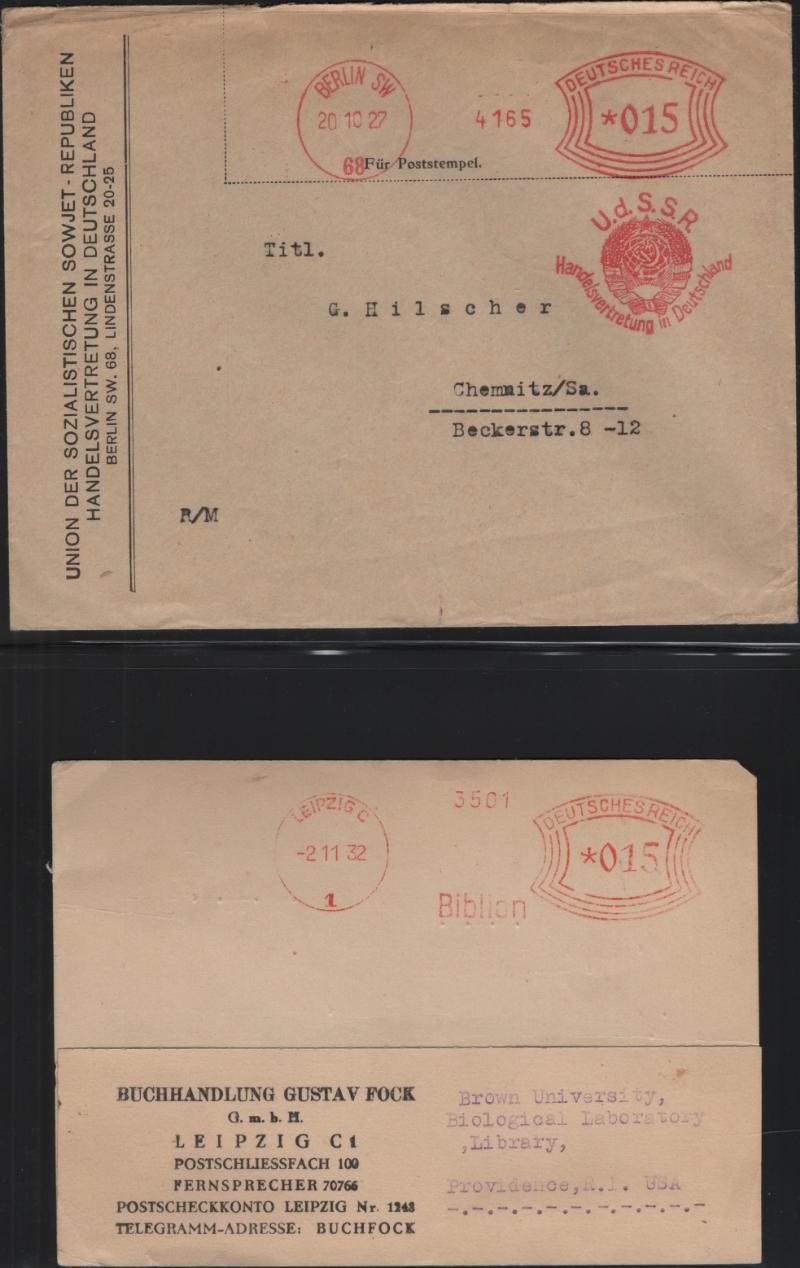 UNION DER SOZIALISTISCHEN SOWJET-REPUBLIKEN
HANDELSVERTRETUNG IN DEUTSCHLAND
BERLIN SW. 68, LINDENSTRASSE 20-25
BERLIN SW
20 10 27
68
4165
DEUTSCHES REICH
*015
Für Poststempel.
U.d.S.S.R.
Handelsvertretung in Deutschland
Titl.
G. Hilscher
Chemnitz/Sa.
Beckerstr.8 -12
R/M
LEIPZIG C
-2 11 32
1
3501
DEUTSCHES REICH
*015
Biblion
BUCHHANDLUNG GUSTAV FOCK
G. m. b. H.
LEIPZIG C1
POSTSCHLIESSFACH 100
FERNSPRECHER 70766
POSTSCHECKKONTO LEIPZIG Nr. 1248
TELEGRAMM-ADRESSE: BUCHFOCK
Brown University,
Biological Laboratory
,Library,
Providence,R.I. USA
-.-.-.-.-.-.-.-.-.-.-